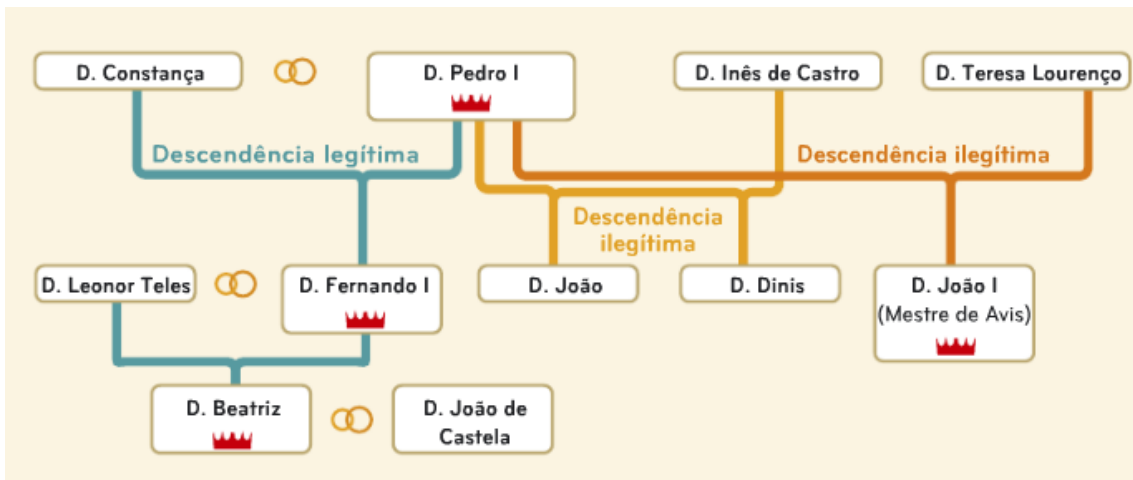 D. Constança
D. Pedro I
D. Inês de Castro
D. Teresa Lourenço
Descendência legítima
Descendência ilegítima
Descendência
ilegítima
D. Leonor Teles
D. Fernando I
D. João
D. Dinis
D. João I
(Mestre de Avis)
D. Beatriz
D. João de
Castela